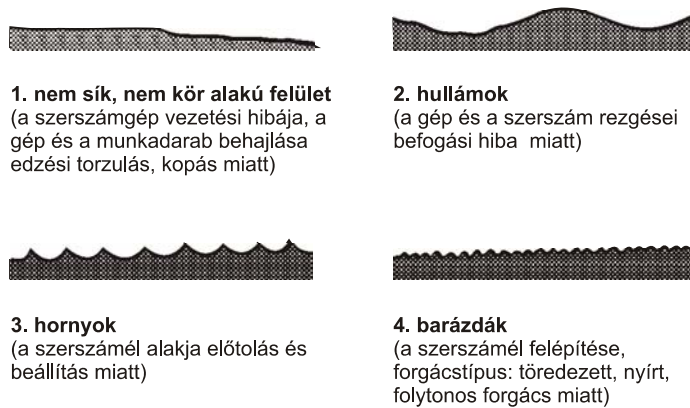 1. nem sík, nem kör alakú felület
(a szerszámgép vezetési hibája, a
gép és a munkadarab behajlása
edzési torzulás, kopás miatt)
2. hullámok
(a gép és a szerszám rezgései
befogási hiba miatt)
3. hornyok
(a szerszámél alakja előtolás és
beállítás miatt)
4. barázdák
(a szerszámél felépítése,
forgácstípus: töredezett, nyírt,
folytonos forgács miatt)